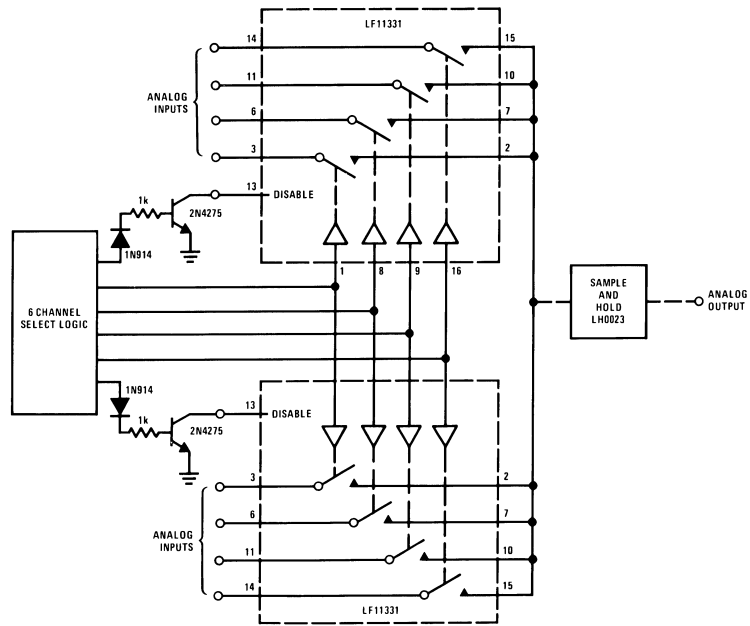 LF11331
14
15
11
10
ANALOG
INPUTS
6
7
3
2
13
DISABLE
1k
2N4275
1N914
1
8
9
16
6 CHANNEL
SELECT LOGIC
SAMPLE
AND
HOLD
LH0023
ANALOG
OUTPUT
1N914
13
DISABLE
1k
2N4275
3
2
6
7
ANALOG
INPUTS
11
10
14
15
LF11331